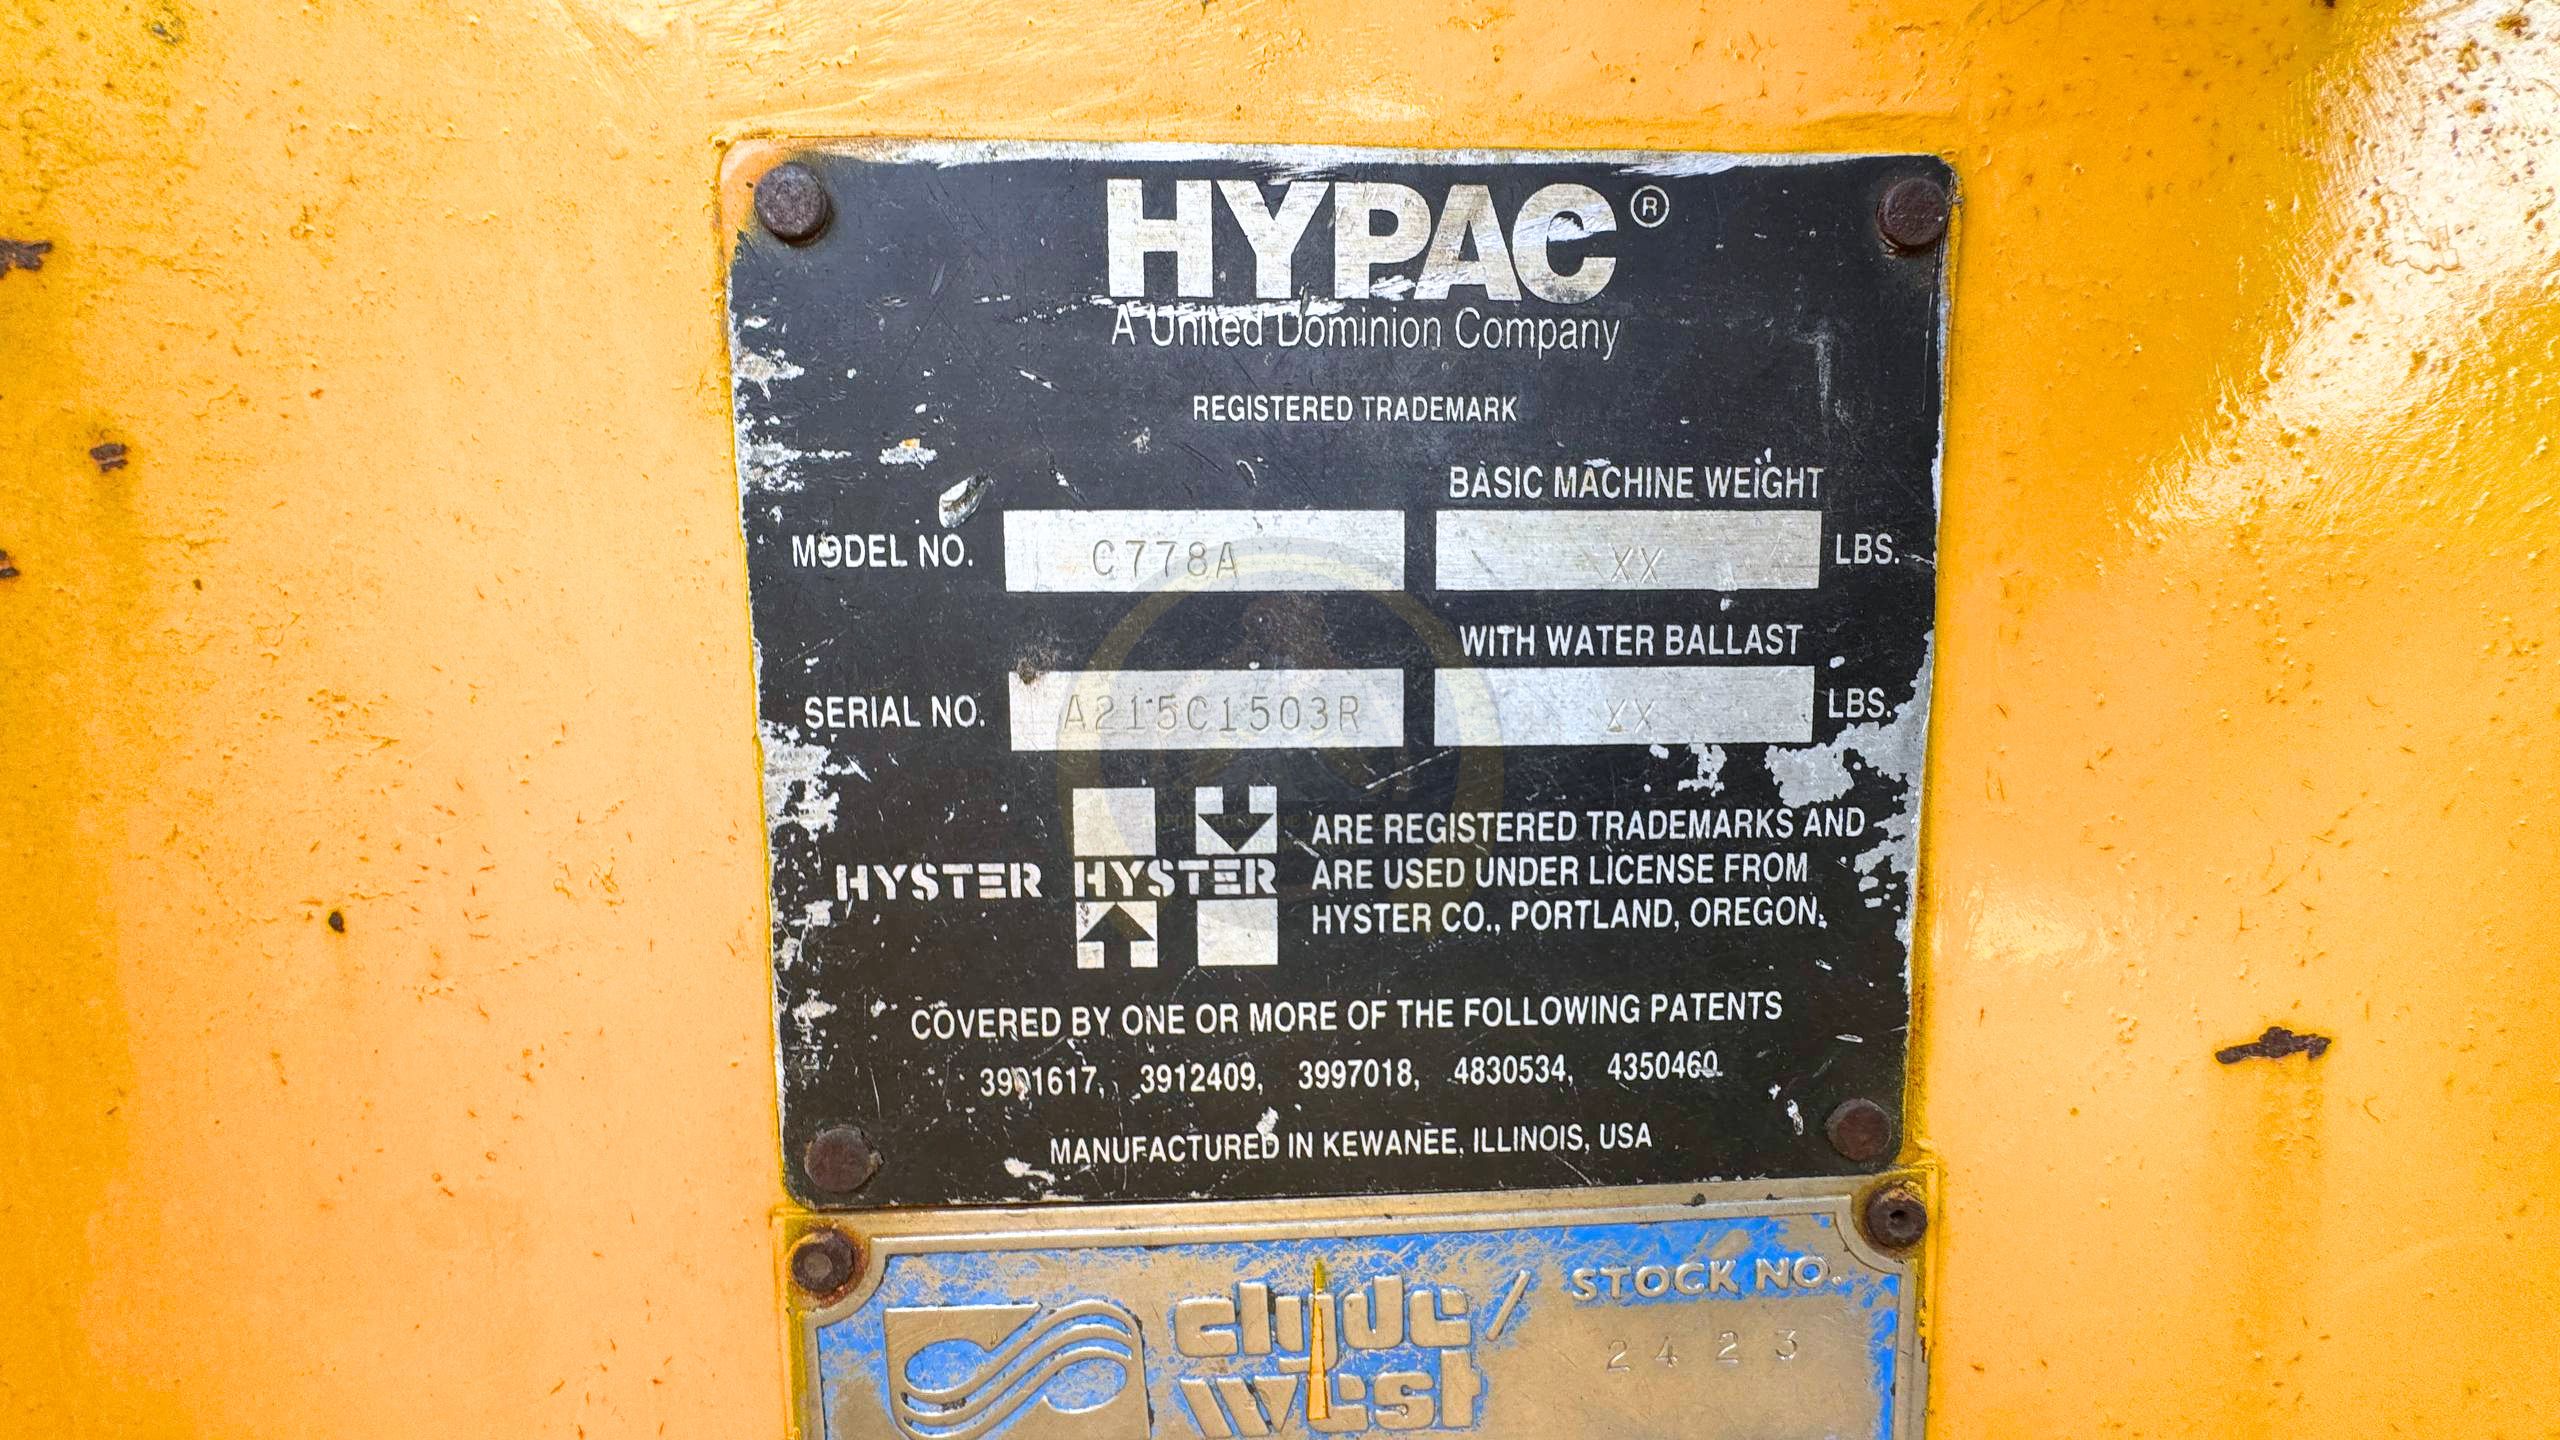 HYPAC®
A United Dominion Company
REGISTERED TRADEMARK
BASIC MACHINE WEIGHT
MODEL NO. C778A XX LBS.
WITH WATER BALLAST
SERIAL NO. A215C1503R XX LBS.
HYSTER HYSTER ARE REGISTERED TRADEMARKS AND
ARE USED UNDER LICENSE FROM
HYSTER CO., PORTLAND, OREGON.
COVERED BY ONE OR MORE OF THE FOLLOWING PATENTS
3901617, 3912409, 3997018, 4830534, 4350460
MANUFACTURED IN KEWANEE, ILLINOIS, USA
clyde/ STOCK NO.
west 2423